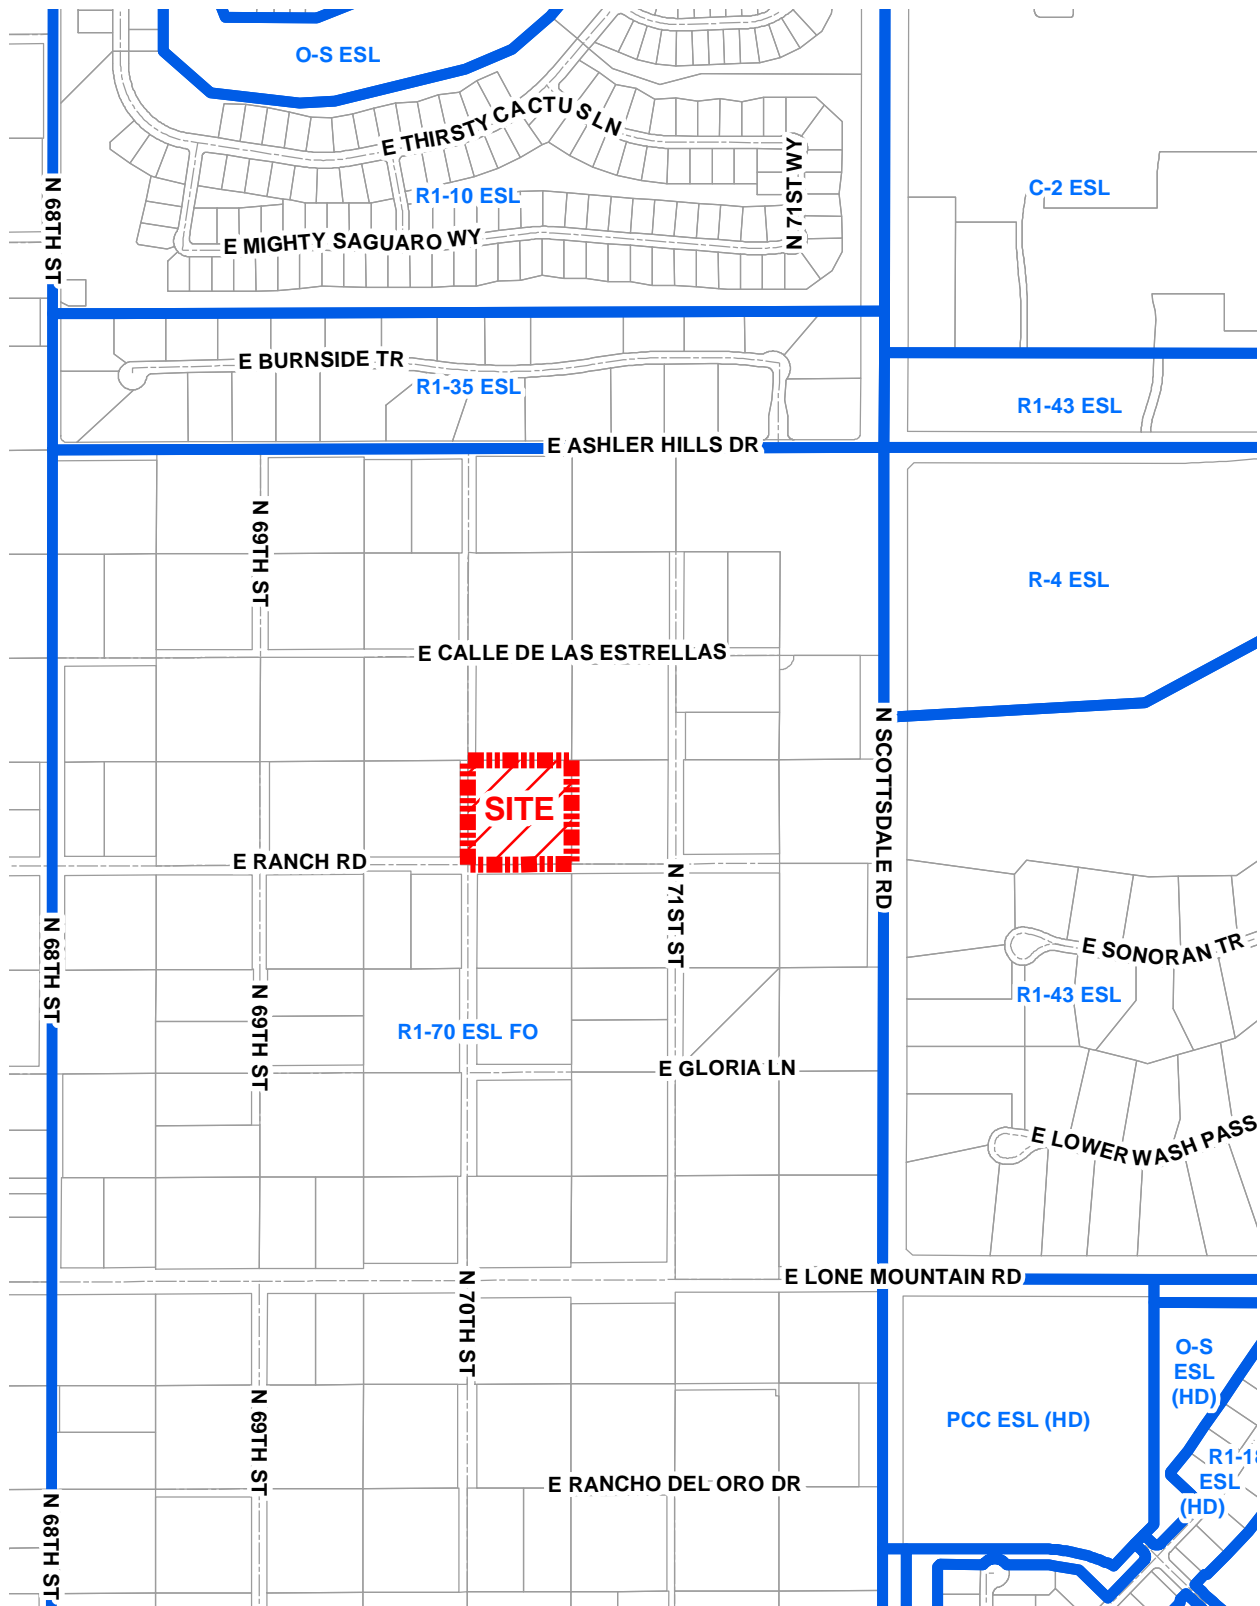 O-S ESL
E THIRSTY CACTUS LN
N 71ST WY
N 68TH ST
R1-10 ESL
C-2 ESL
E MIGHTY SAGUARO WY
E BURNSIDE TR
R1-35 ESL
R1-43 ESL
E ASHLER HILLS DR
N 69TH ST
R-4 ESL
E CALLE DE LAS ESTRELLAS
N SCOTTSDALE RD
SITE
E RANCH RD
N 71ST ST
N 68TH ST
E SONORAN TR
R1-43 ESL
N 69TH ST
R1-70 ESL FO
E GLORIA LN
E LOWER WASH PASS
E LONE MOUNTAIN RD
N 70TH ST
O-S
ESL
(HD)
N 69TH ST
PCC ESL (HD)
R1-18
ESL
(HD)
E RANCHO DEL ORO DR
N 68TH ST